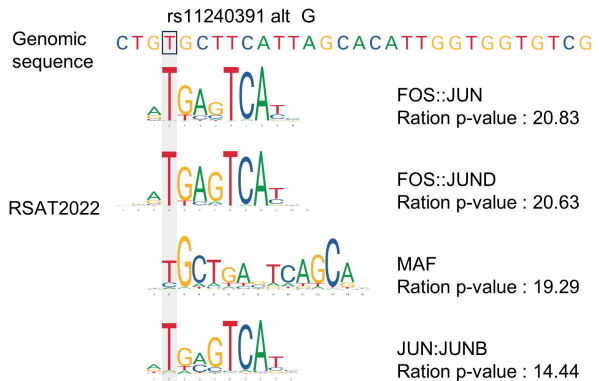 rs11240391 alt G
Genomic sequence
CTGTGCTTCATTAGCACATTGGTGGTGTCG
FOS::JUN
Ration p-value : 20.83
FOS::JUND
Ration p-value : 20.63
RSAT2022
MAF
Ration p-value : 19.29
JUN:JUNB
Ration p-value : 14.44